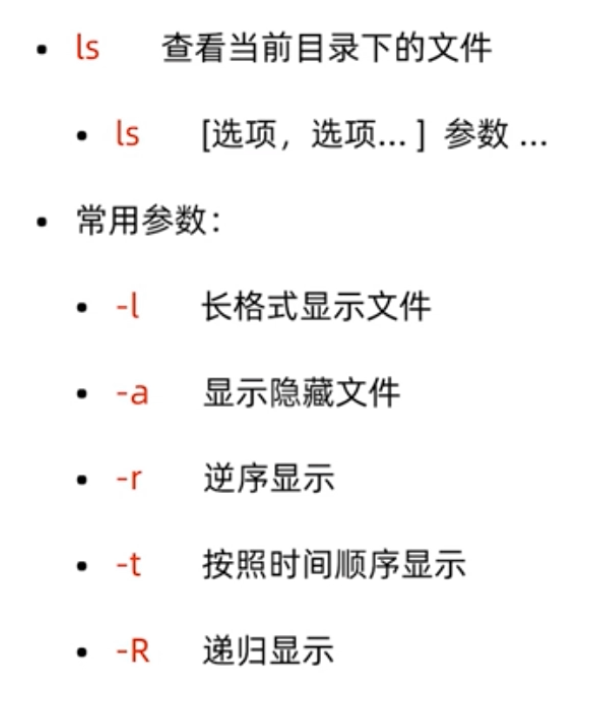 • ls 查看当前目录下的文件
• ls [选项，选项... ] 参数 ...
• 常用参数：
• -l 长格式显示文件
• -a 显示隐藏文件
• -r 逆序显示
• -t 按照时间顺序显示
• -R 递归显示